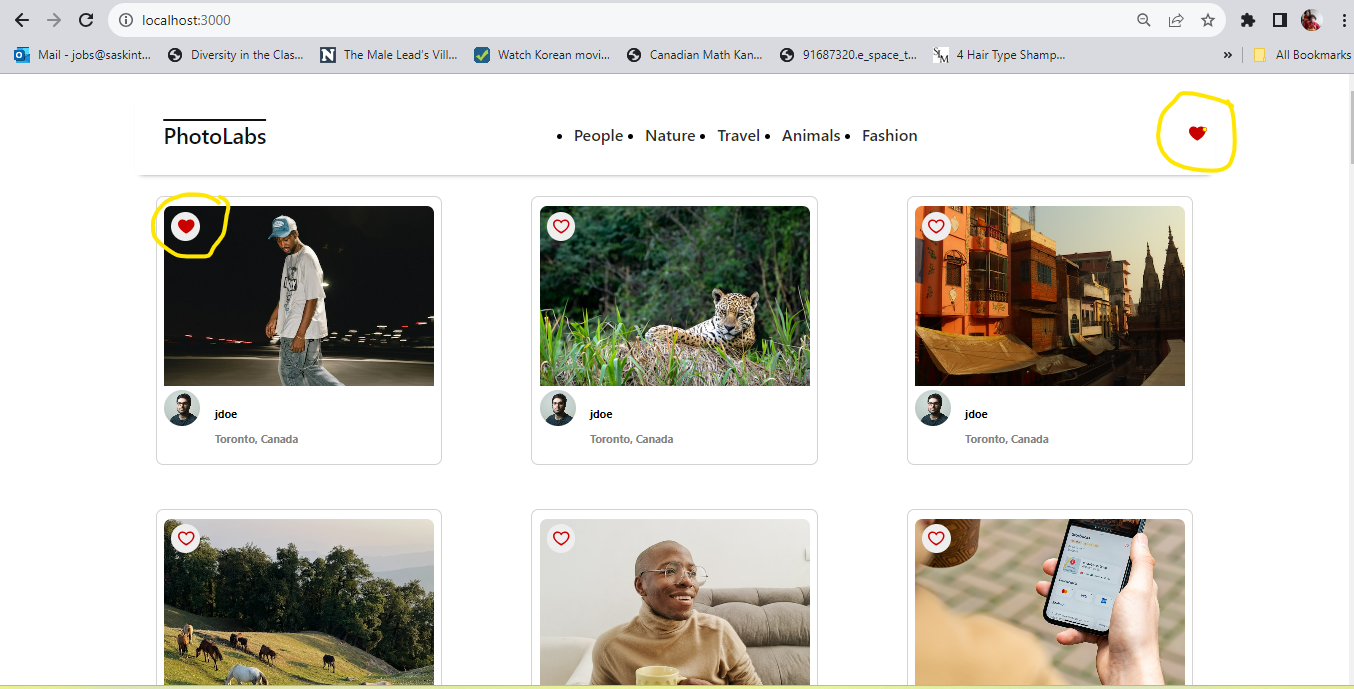 localhost:3000
Mail - jobs@saskint... Diversity in the Clas... The Male Lead's Vill... Watch Korean movi... Canadian Math Kan... 91687320.e_space_t... 4 Hair Type Shamp... » All Bookmarks
PhotoLabs
• People • Nature • Travel • Animals • Fashion
jdoe jdoe jdoe
Toronto, Canada Toronto, Canada Toronto, Canada